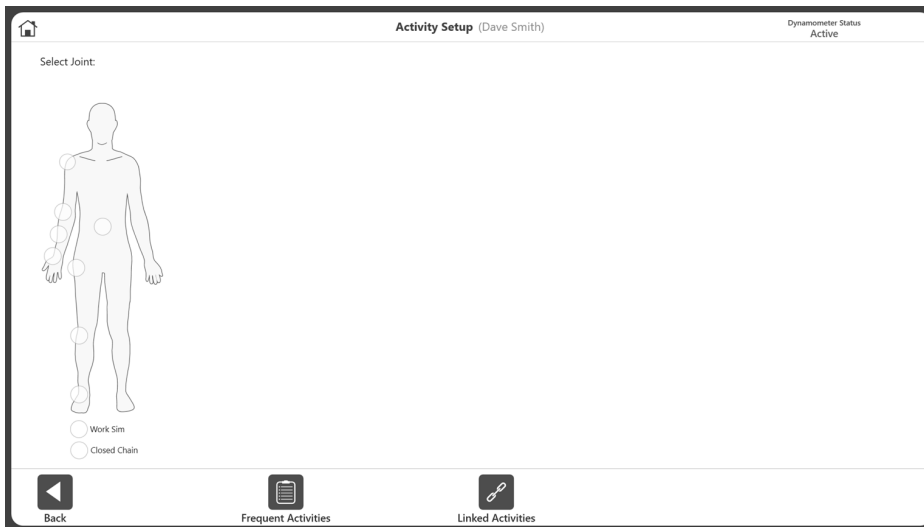 Activity Setup (Dave Smith)
Dynamometer Status
Active
Select Joint:
Work Sim
Closed Chain
Back
Frequent Activities
Linked Activities